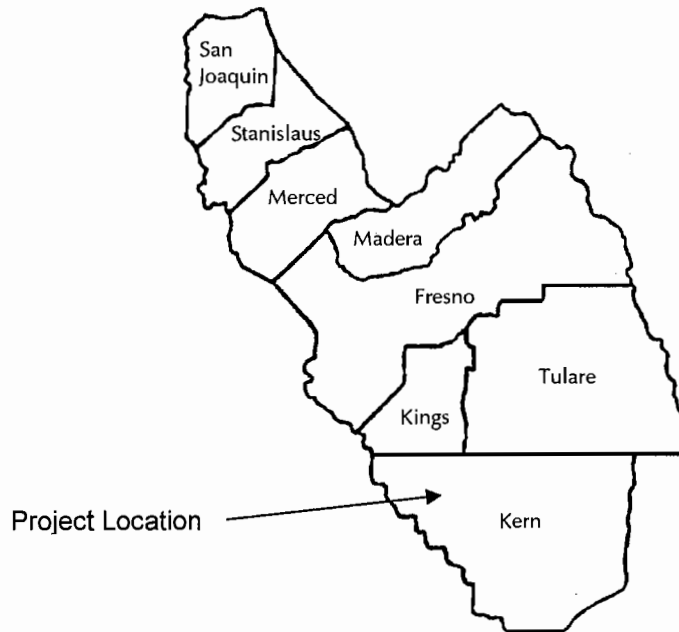 San
Joaquin
Stanislaus
Merced
Madera
Fresno
Tulare
Kings
Project Location
Kern